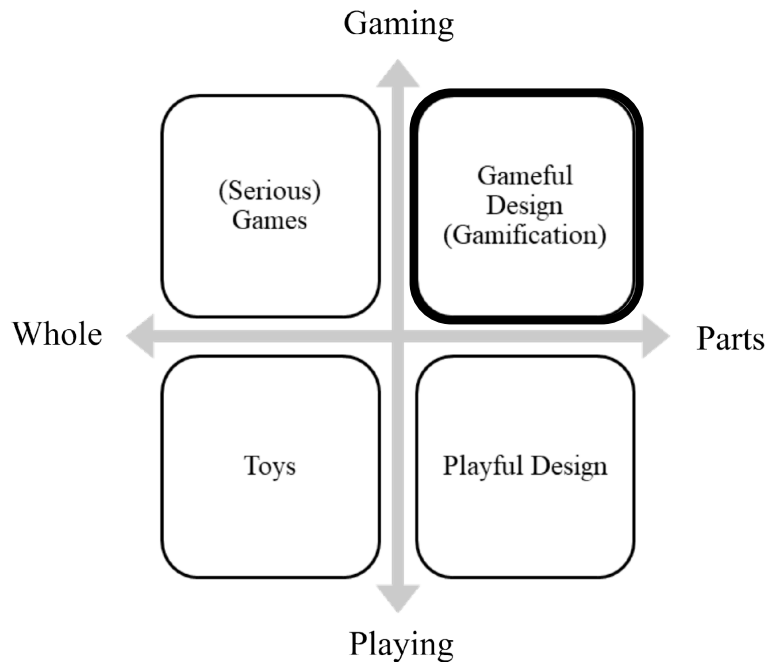 Gaming
(Serious)
Games
Gameful
Design
(Gamification)
Whole
Parts
Toys
Playful Design
Playing